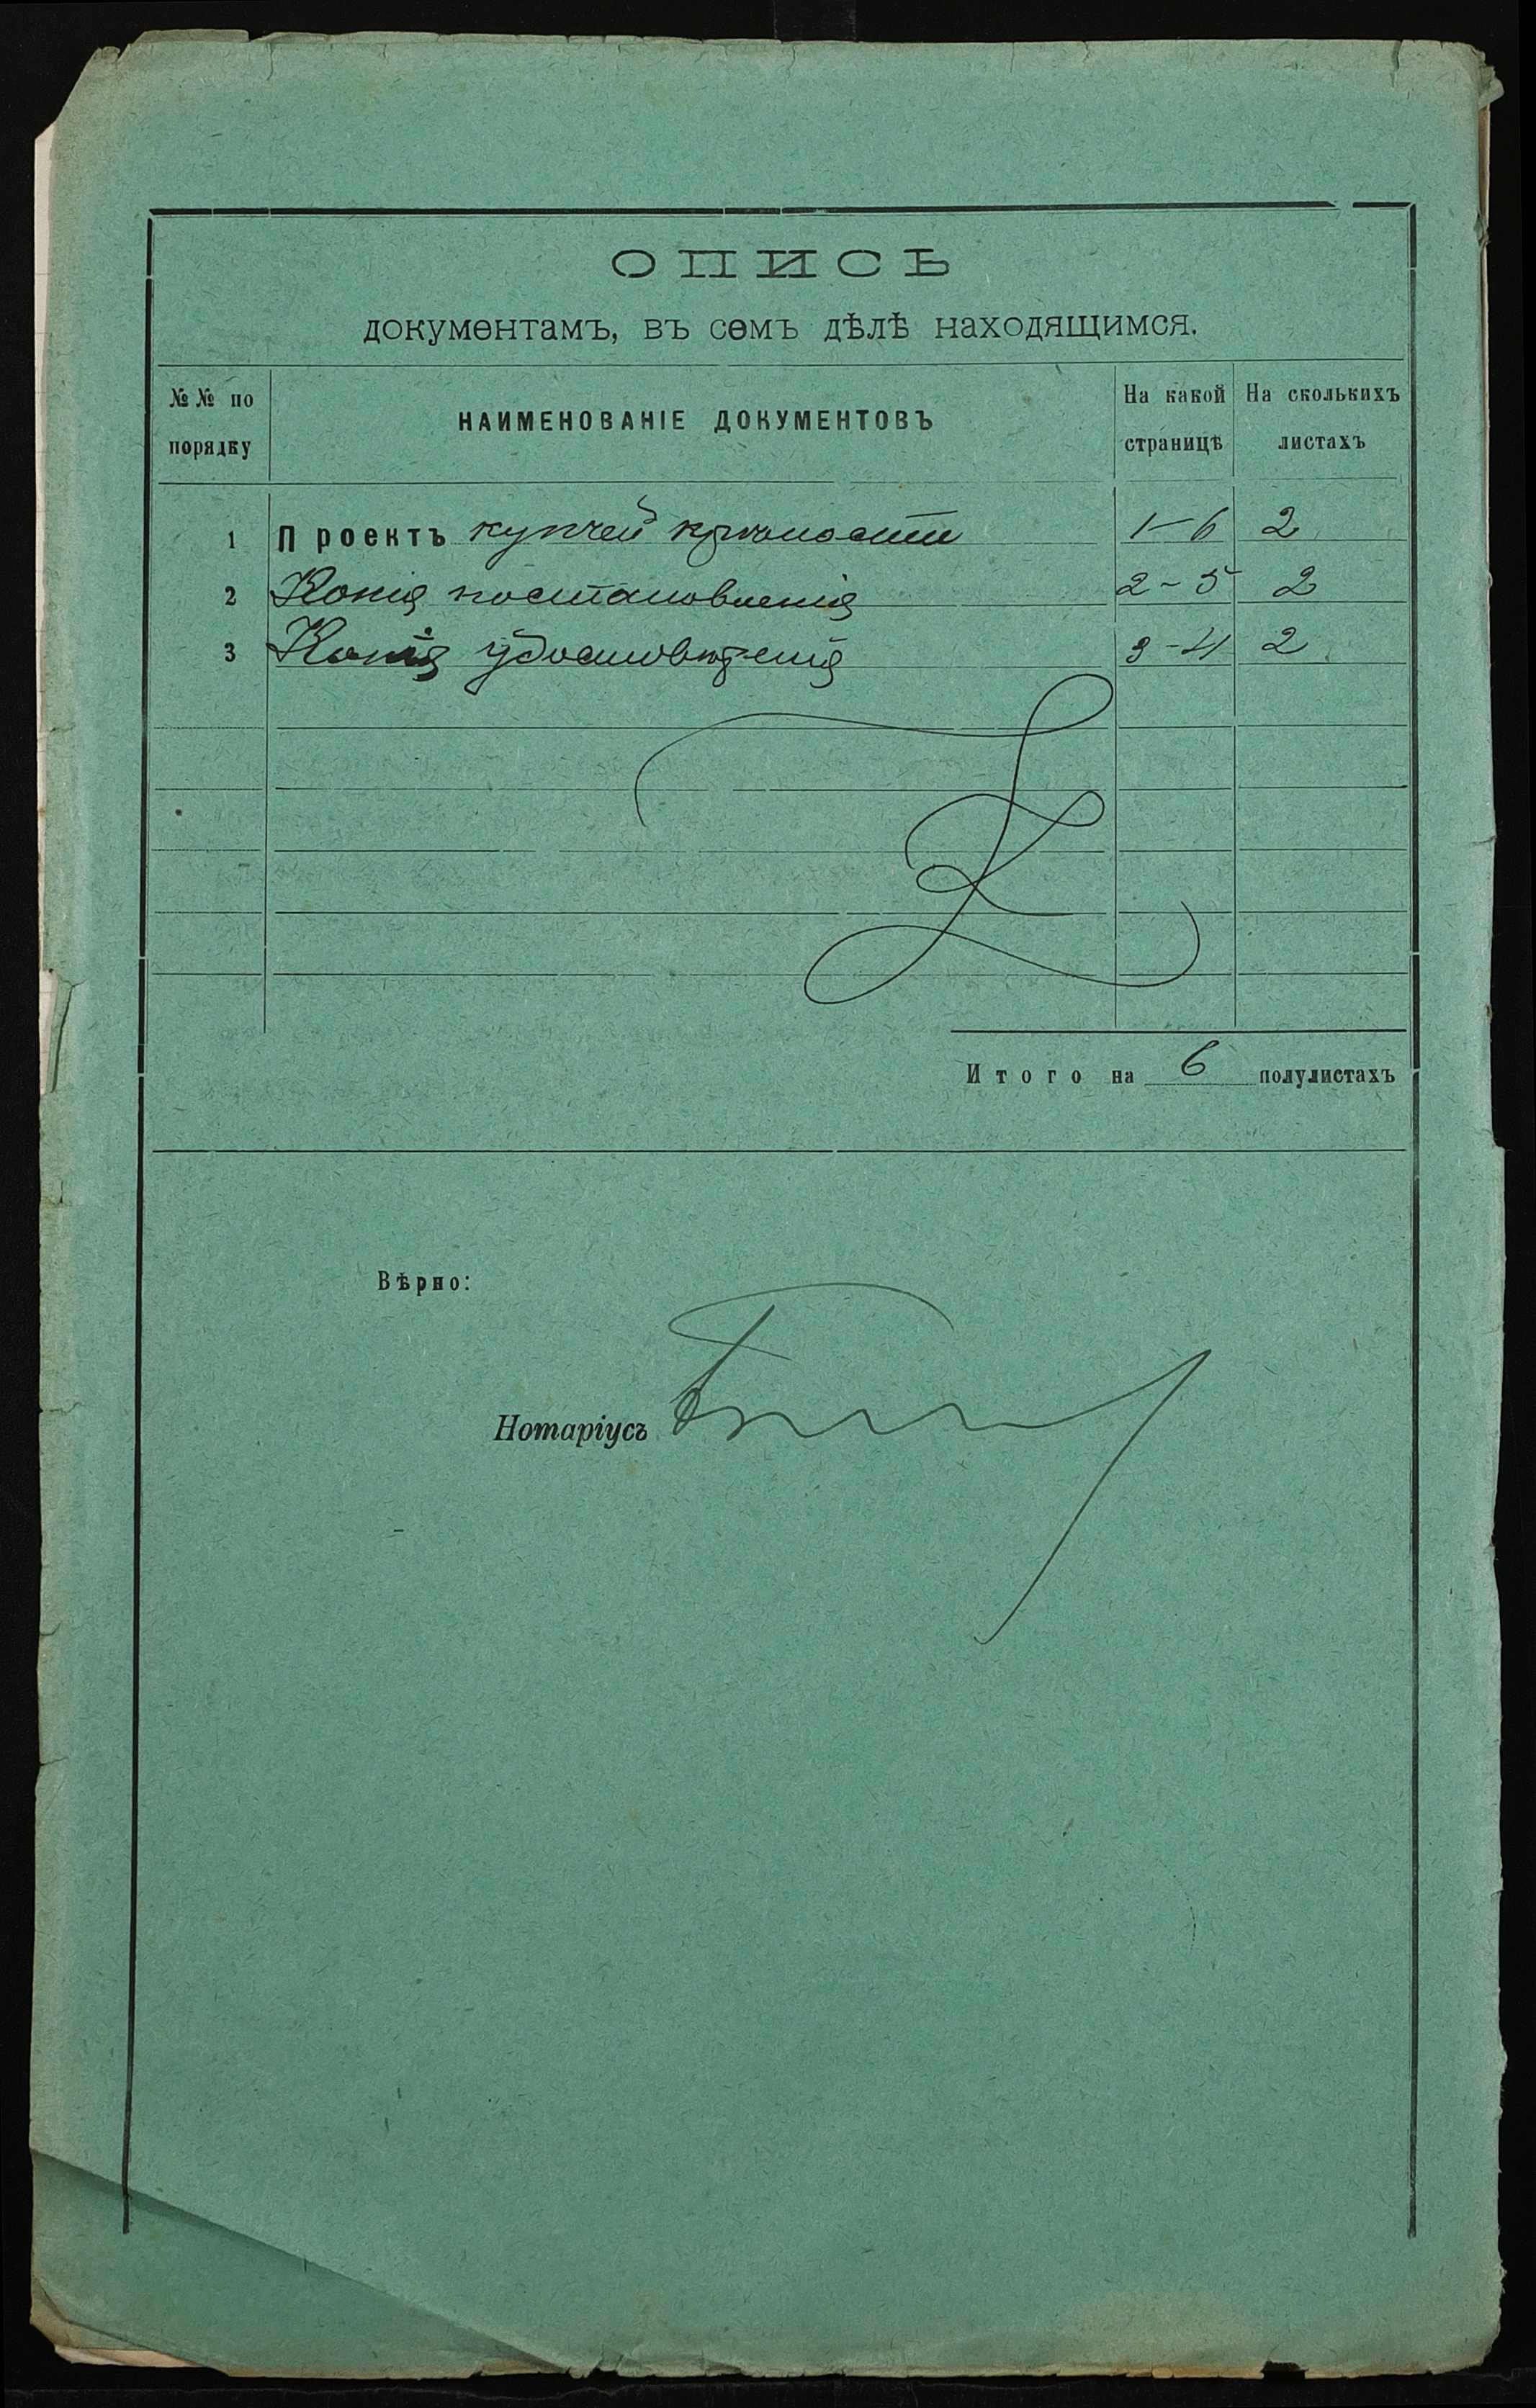 ОПИСЬ
документамъ, въ семъ дѣлѣ находящимся.
№№ по порядку
НАИМЕНОВАНІЕ ДОКУМЕНТОВЪ
На какой страницѣ
На сколькихъ листахъ
1 Проектъ купчей крѣпости 1-6 2
2 Копія постановленія 2-5 2
3 Копія удостовѣренія 3-4 2
Итого на 6 полулистахъ
Вѣрно:
Нотаріусъ